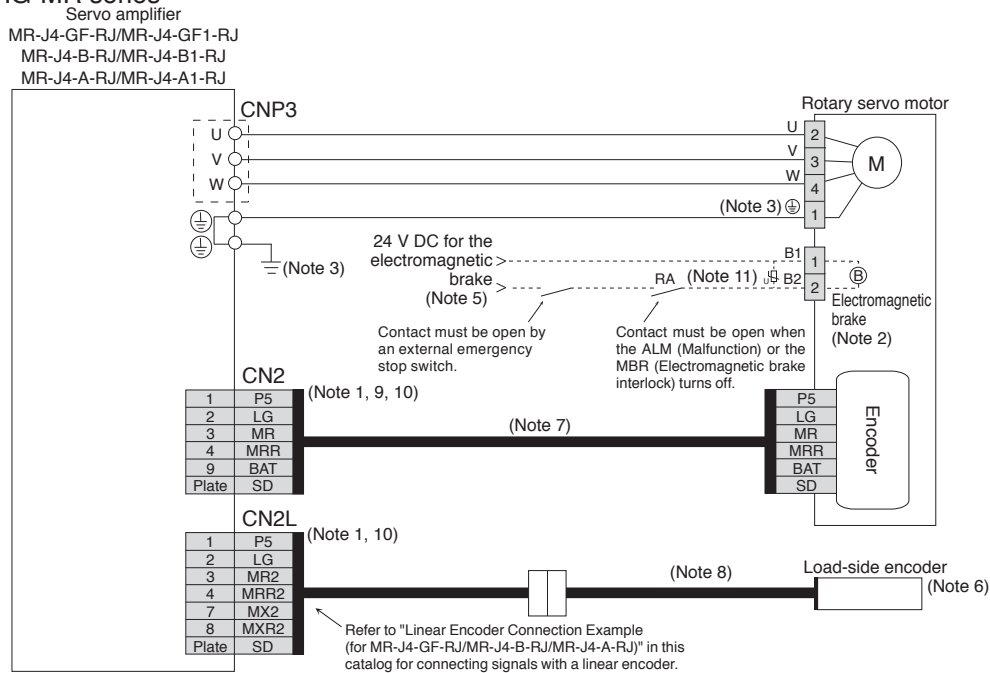 Servo amplifier
MR-J4-GF-RJ/MR-J4-GF1-RJ
MR-J4-B-RJ/MR-J4-B1-RJ
MR-J4-A-RJ/MR-J4-A1-RJ
CNP3
U
V
W
Rotary servo motor
U
2
V
3
W
4
(Note 3)
1
M
(Note 3)
24 V DC for the
electromagnetic
brake
(Note 5)
RA
(Note 11)
U
B1
1
B2
2
B
Electromagnetic
brake
(Note 2)
Contact must be open by
an external emergency
stop switch.
Contact must be open when
the ALM (Malfunction) or the
MBR (Electromagnetic brake
interlock) turns off.
CN2
(Note 1, 9, 10)
1 P5
2 LG
3 MR
4 MRR
9 BAT
Plate SD
(Note 7)
P5
LG
MR
MRR
BAT
SD
Encoder
CN2L
(Note 1, 10)
1 P5
2 LG
3 MR2
4 MRR2
7 MX2
8 MXR2
Plate SD
(Note 8)
Load-side encoder
(Note 6)
Refer to "Linear Encoder Connection Example
(for MR-J4-GF-RJ/MR-J4-B-RJ/MR-J4-A-RJ)" in this
catalog for connecting signals with a linear encoder.